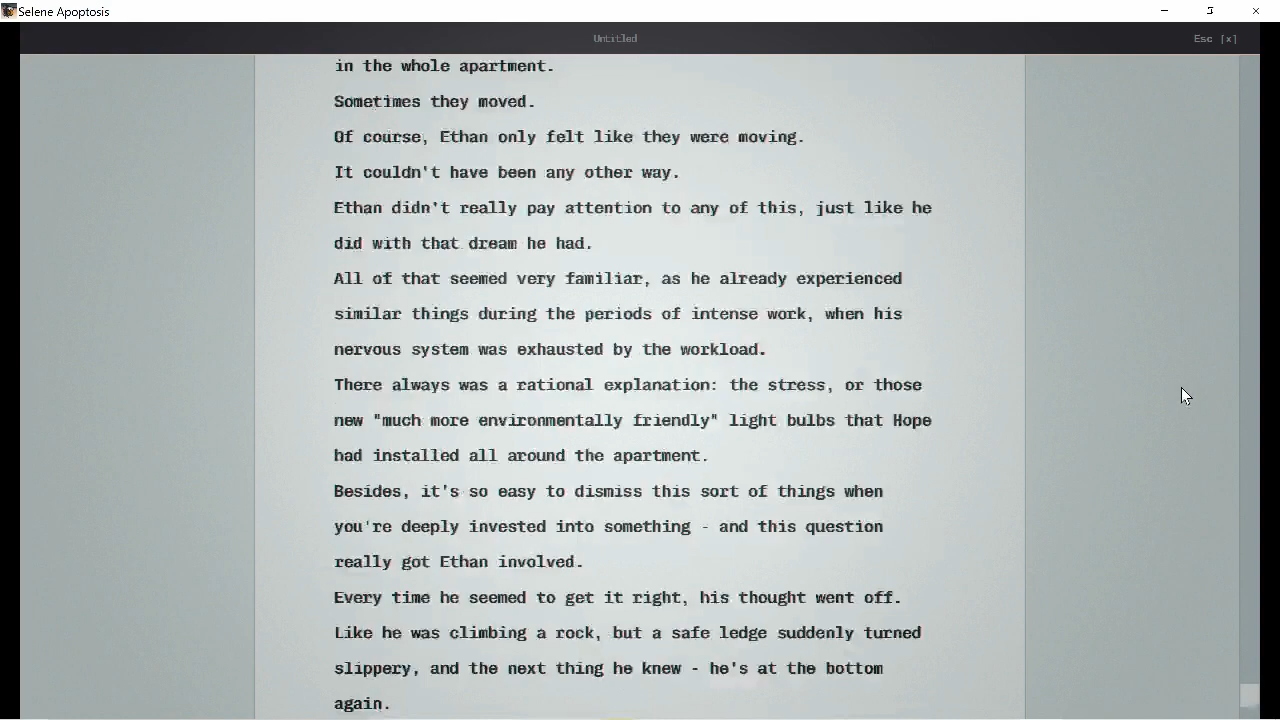 Selene Apoptosis
Untitled
Esc [x]
in the whole apartment.
Sometimes they moved.
Of course, Ethan only felt like they were moving.
It couldn't have been any other way.
Ethan didn't really pay attention to any of this, just like he
did with that dream he had.
All of that seemed very familiar, as he already experienced
similar things during the periods of intense work, when his
nervous system was exhausted by the workload.
There always was a rational explanation: the stress, or those
new "much more environmentally friendly" light bulbs that Hope
had installed all around the apartment.
Besides, it's so easy to dismiss this sort of things when
you're deeply invested into something - and this question
really got Ethan involved.
Every time he seemed to get it right, his thought went off.
Like he was climbing a rock, but a safe ledge suddenly turned
slippery, and the next thing he knew - he's at the bottom
again.